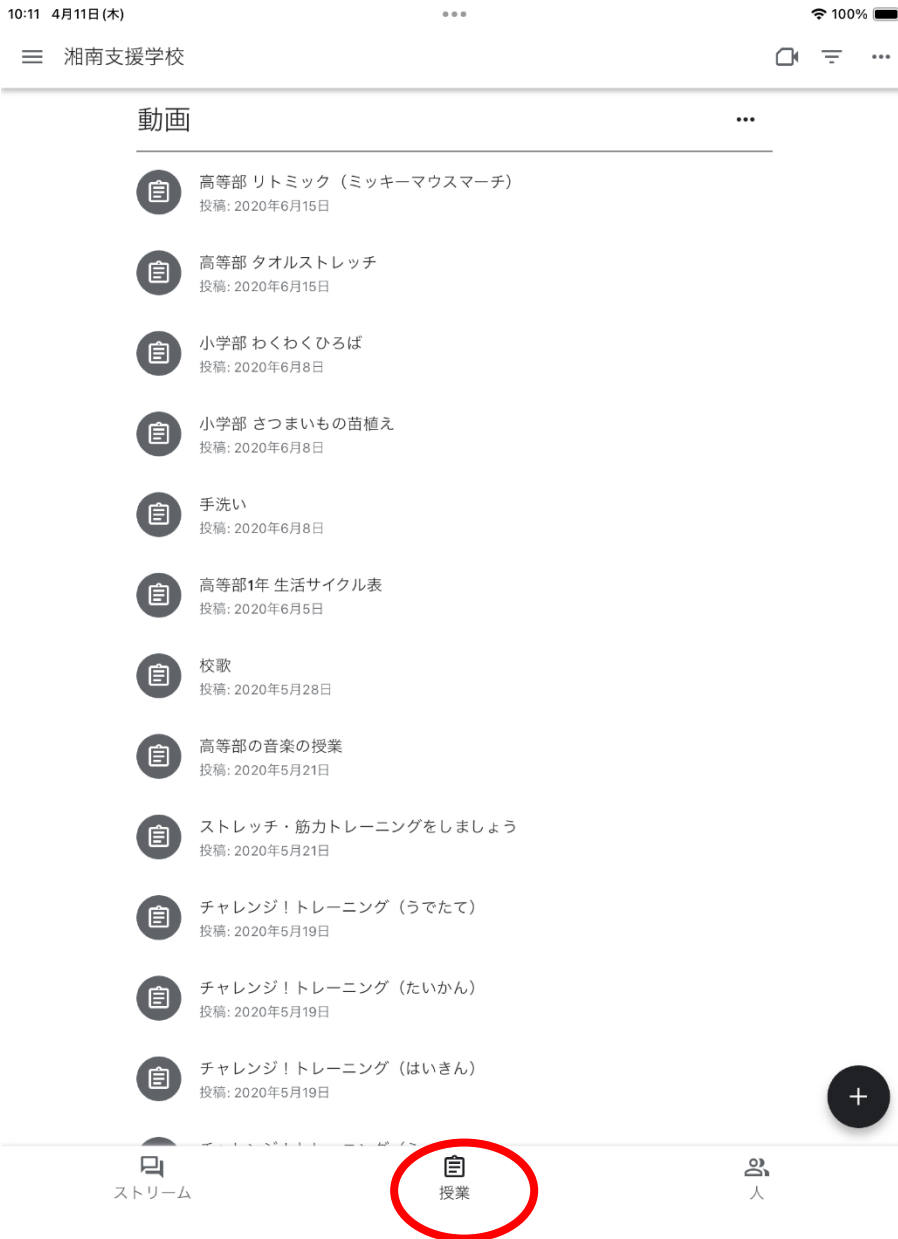 10:11 4月11日(木)
100%
湘南支援学校
動画
高等部 リトミック（ミッキーマウスマーチ）
投稿: 2020年6月15日
高等部 タオルストレッチ
投稿: 2020年6月15日
小学部 わくわくひろば
投稿: 2020年6月8日
小学部 さつまいもの苗植え
投稿: 2020年6月8日
手洗い
投稿: 2020年6月8日
高等部1年 生活サイクル表
投稿: 2020年6月5日
校歌
投稿: 2020年5月28日
高等部の音楽の授業
投稿: 2020年5月21日
ストレッチ・筋力トレーニングをしましょう
投稿: 2020年5月21日
チャレンジ！トレーニング（うでたて）
投稿: 2020年5月19日
チャレンジ！トレーニング（たいかん）
投稿: 2020年5月19日
チャレンジ！トレーニング（はいきん）
投稿: 2020年5月19日
ストリーム
授業
人